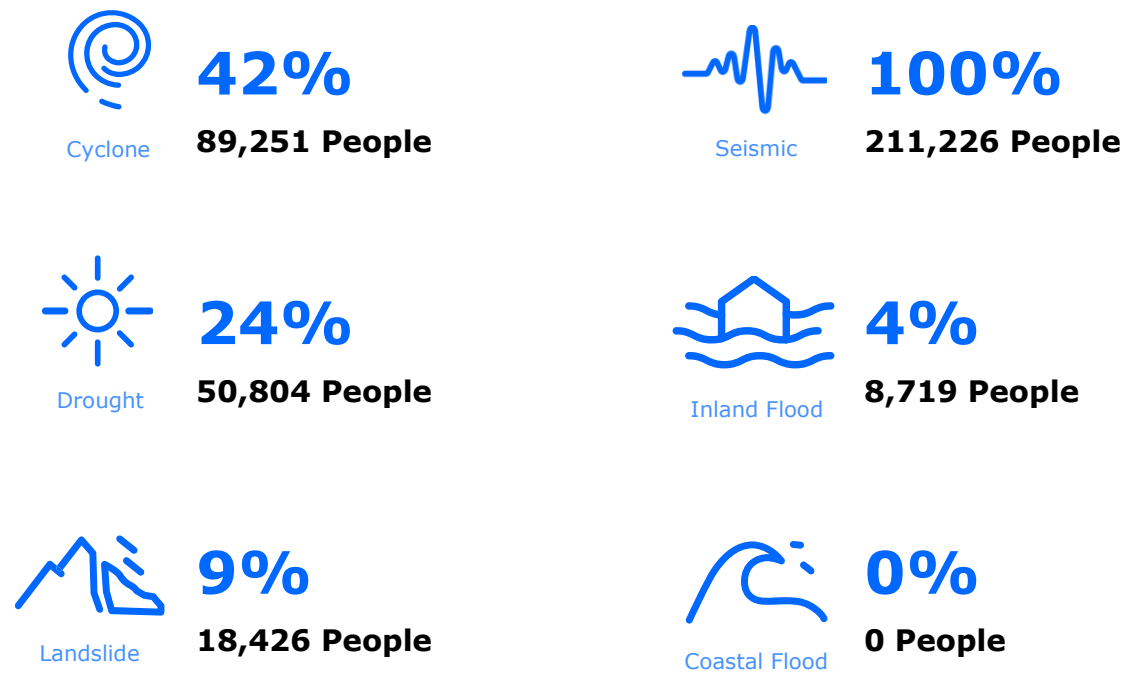 42%
89,251 People
Cyclone
100%
211,226 People
Seismic
24%
50,804 People
Drought
4%
8,719 People
Inland Flood
9%
18,426 People
Landslide
0%
0 People
Coastal Flood